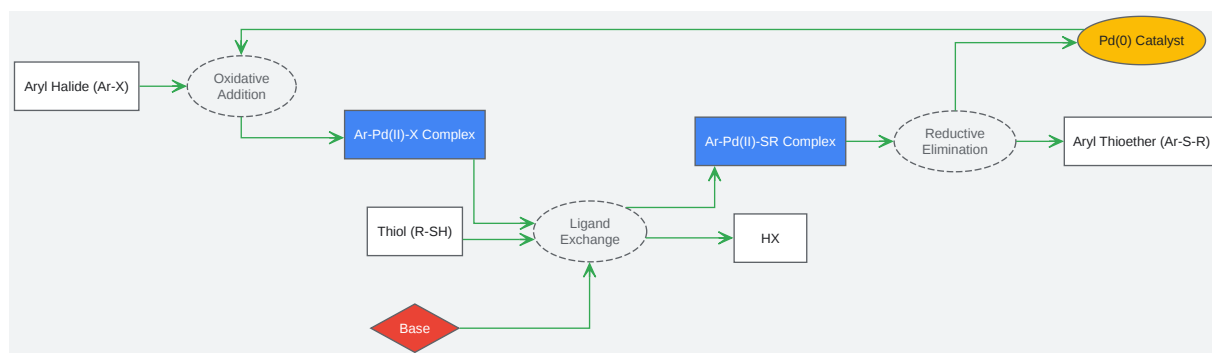 Pd(0) Catalyst
Aryl Halide (Ar-X)
Oxidative
Addition
Ar-Pd(II)-X Complex
Ar-Pd(II)-SR Complex
Reductive
Elimination
Aryl Thioether (Ar-S-R)
Thiol (R-SH)
Ligand
Exchange
HX
Base